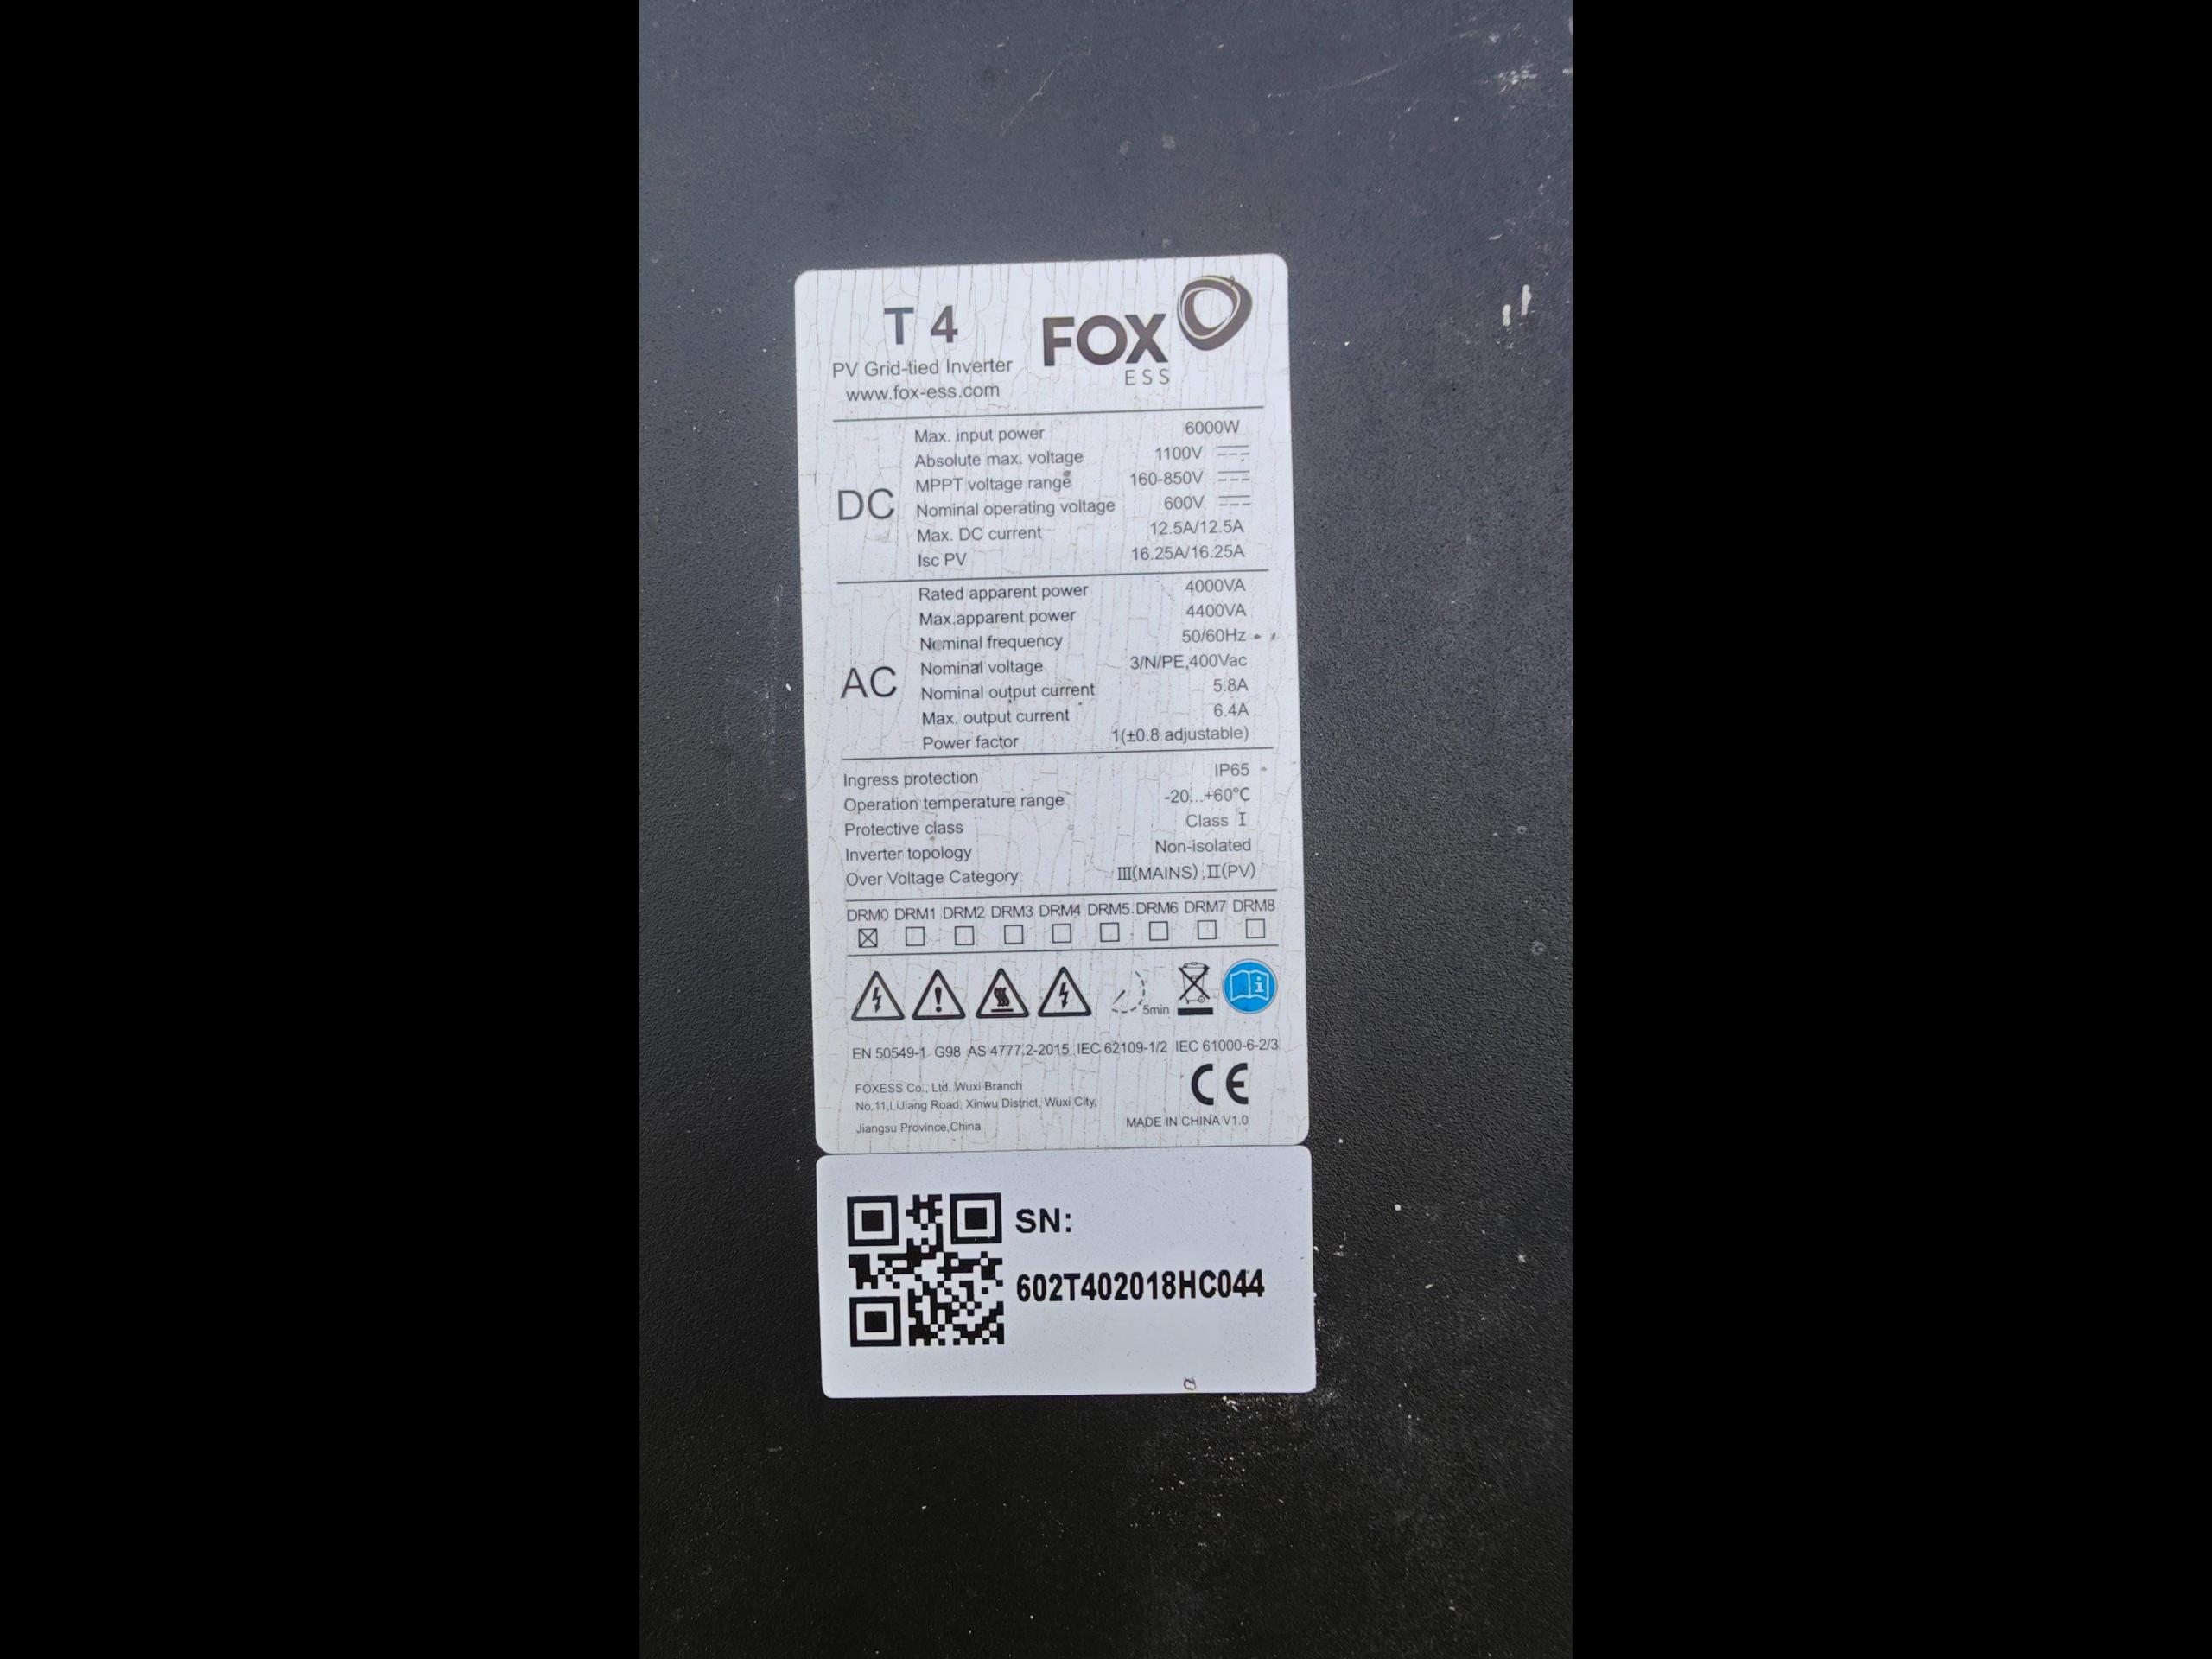 T 4
FOX
ESS
PV Grid-tied Inverter
www.fox-ess.com
DC
Max. input power 6000W
Absolute max. voltage 1100V
MPPT voltage range 160-850V
Nominal operating voltage 600V
Max. DC current 12.5A/12.5A
Isc PV 16.25A/16.25A
AC
Rated apparent power 4000VA
Max.apparent power 4400VA
Nominal frequency 50/60Hz
Nominal voltage 3/N/PE,400Vac
Nominal output current 5.8A
Max. output current 6.4A
Power factor 1(±0.8 adjustable)
Ingress protection IP65
Operation temperature range -20...+60℃
Protective class Class Ⅰ
Inverter topology Non-isolated
Over Voltage Category Ⅲ(MAINS),Ⅱ(PV)
DRM0 DRM1 DRM2 DRM3 DRM4 DRM5 DRM6 DRM7 DRM8
5min
EN 50549-1 G98 AS 4777.2-2015 IEC 62109-1/2 IEC 61000-6-2/3
FOXESS Co., Ltd. Wuxi Branch
No.11,LiJiang Road, Xinwu District, Wuxi City,
Jiangsu Province,China
CE
MADE IN CHINA V1.0
SN:
602T402018HC044